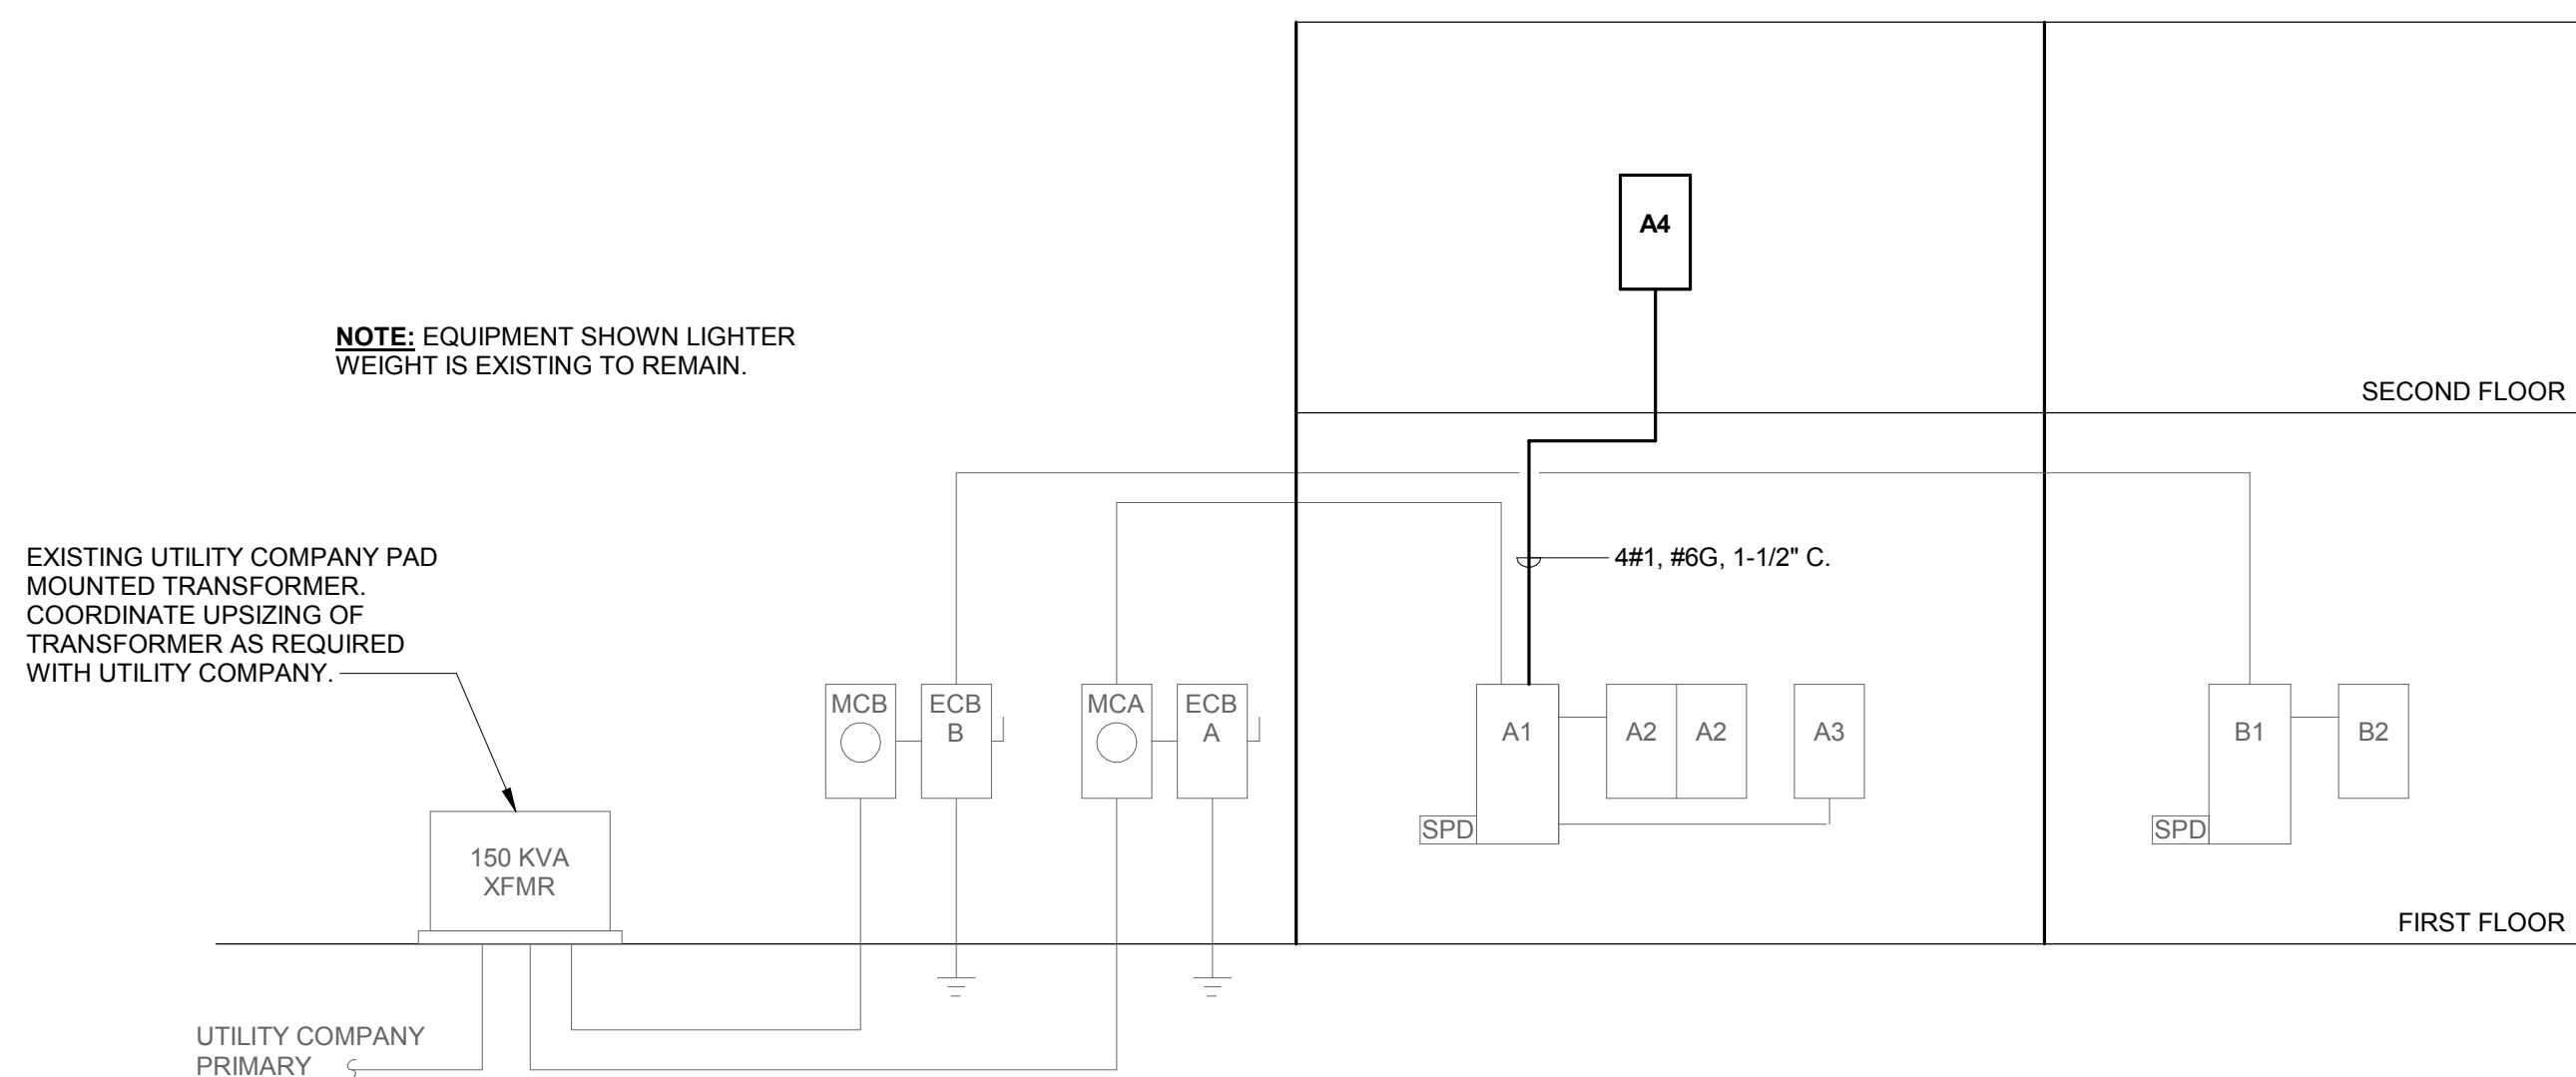 A4
NOTE: EQUIPMENT SHOWN LIGHTER
WEIGHT IS EXISTING TO REMAIN.
SECOND FLOOR
EXISTING UTILITY COMPANY PAD
MOUNTED TRANSFORMER.
COORDINATE UPSIZING OF
TRANSFORMER AS REQUIRED
WITH UTILITY COMPANY.
4#1, #6G, 1-1/2" C.
MCB
ECB
B
MCA
ECB
A
A1
A2
A2
A3
B1
B2
SPD
SPD
150 KVA
XFMR
FIRST FLOOR
UTILITY COMPANY
PRIMARY